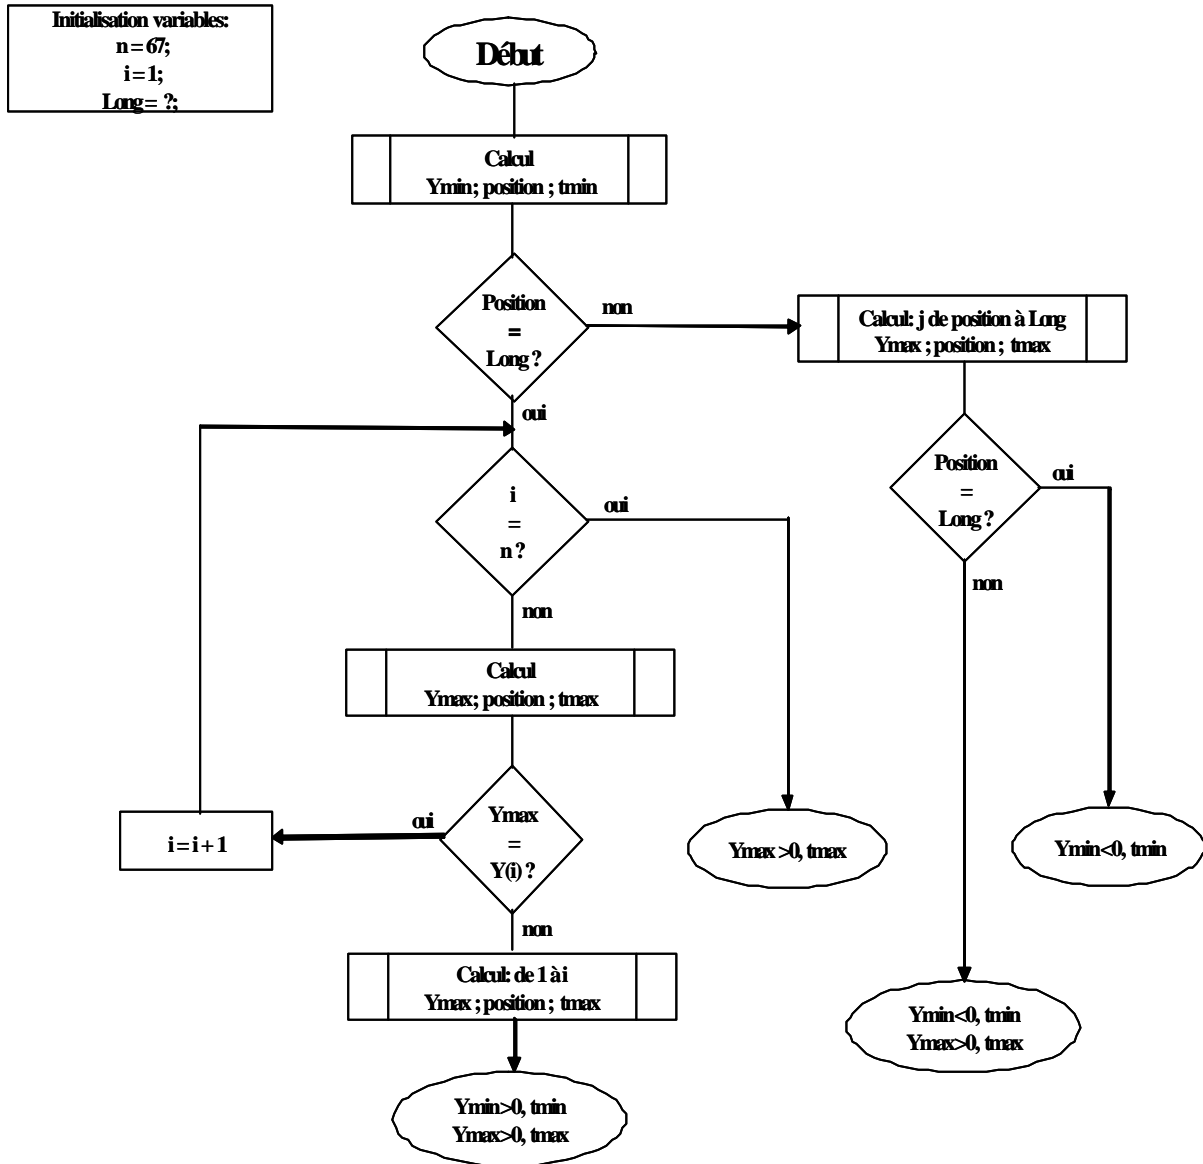 Initialisation variables:
n = 67;
i = 1;
Long = ?;
Début
Calcul
Ymin ; position ; tmin
Position
=
Long ?
non
oui
Calcul: j de position à Long
Ymax ; position ; tmax
Position
=
Long ?
oui
non
i
=
n ?
oui
non
Calcul
Ymax ; position ; tmax
Ymax
=
Y(i) ?
oui
i = i + 1
non
Ymax >0, tmax
Ymin<0, tmin
Calcul: de 1 à i
Ymax ; position ; tmax
Ymin<0, tmin
Ymax>0, tmax
Ymin>0, tmin
Ymax>0, tmax